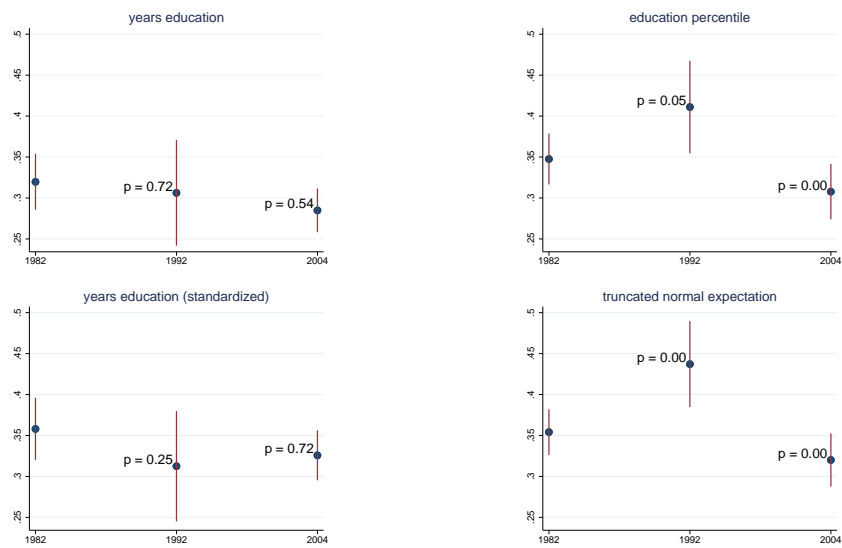 years education
.5
.45
.4
.35
.3
.25
p = 0.72
p = 0.54
1982 1992 2004
education percentile
.5
.45
.4
.35
.3
.25
p = 0.05
p = 0.00
1982 1992 2004
years education (standardized)
.5
.45
.4
.35
.3
.25
p = 0.25
p = 0.72
1982 1992 2004
truncated normal expectation
.5
.45
.4
.35
.3
.25
p = 0.00
p = 0.00
1982 1992 2004